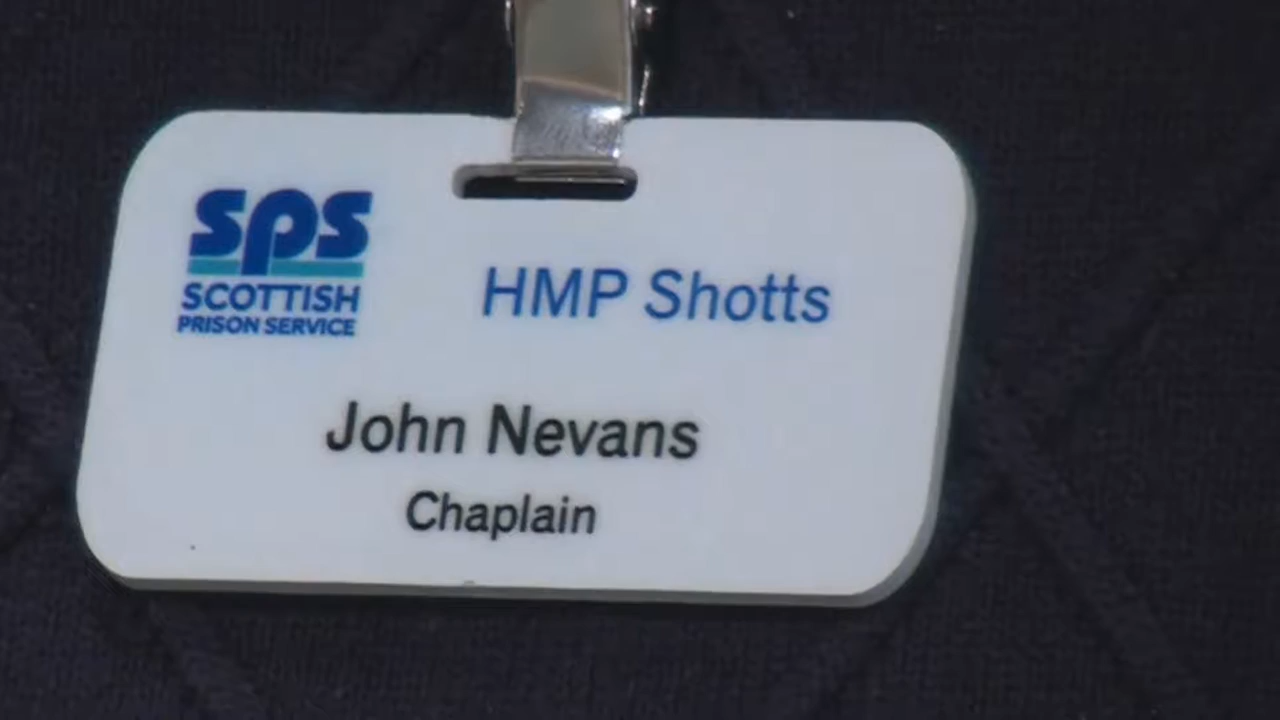 sps
SCOTTISH
PRISON SERVICE
HMP Shotts
John Nevans
Chaplain